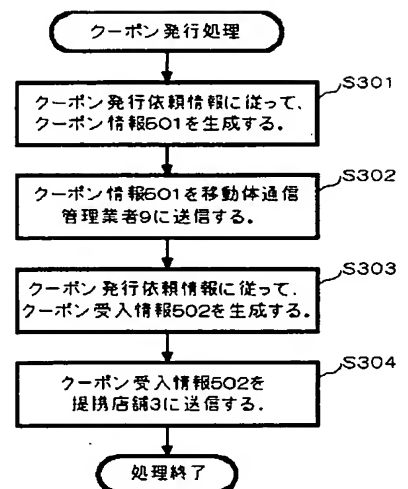 クーポン発行処理
S301
クーポン発行依頼情報に従って、
クーポン情報501を生成する。
S302
クーポン情報501を移動体通信
管理業者9に送信する。
S303
クーポン発行依頼情報に従って、
クーポン受入情報502を生成する。
S304
クーポン受入情報502を
提携店舗3に送信する.
処理終了